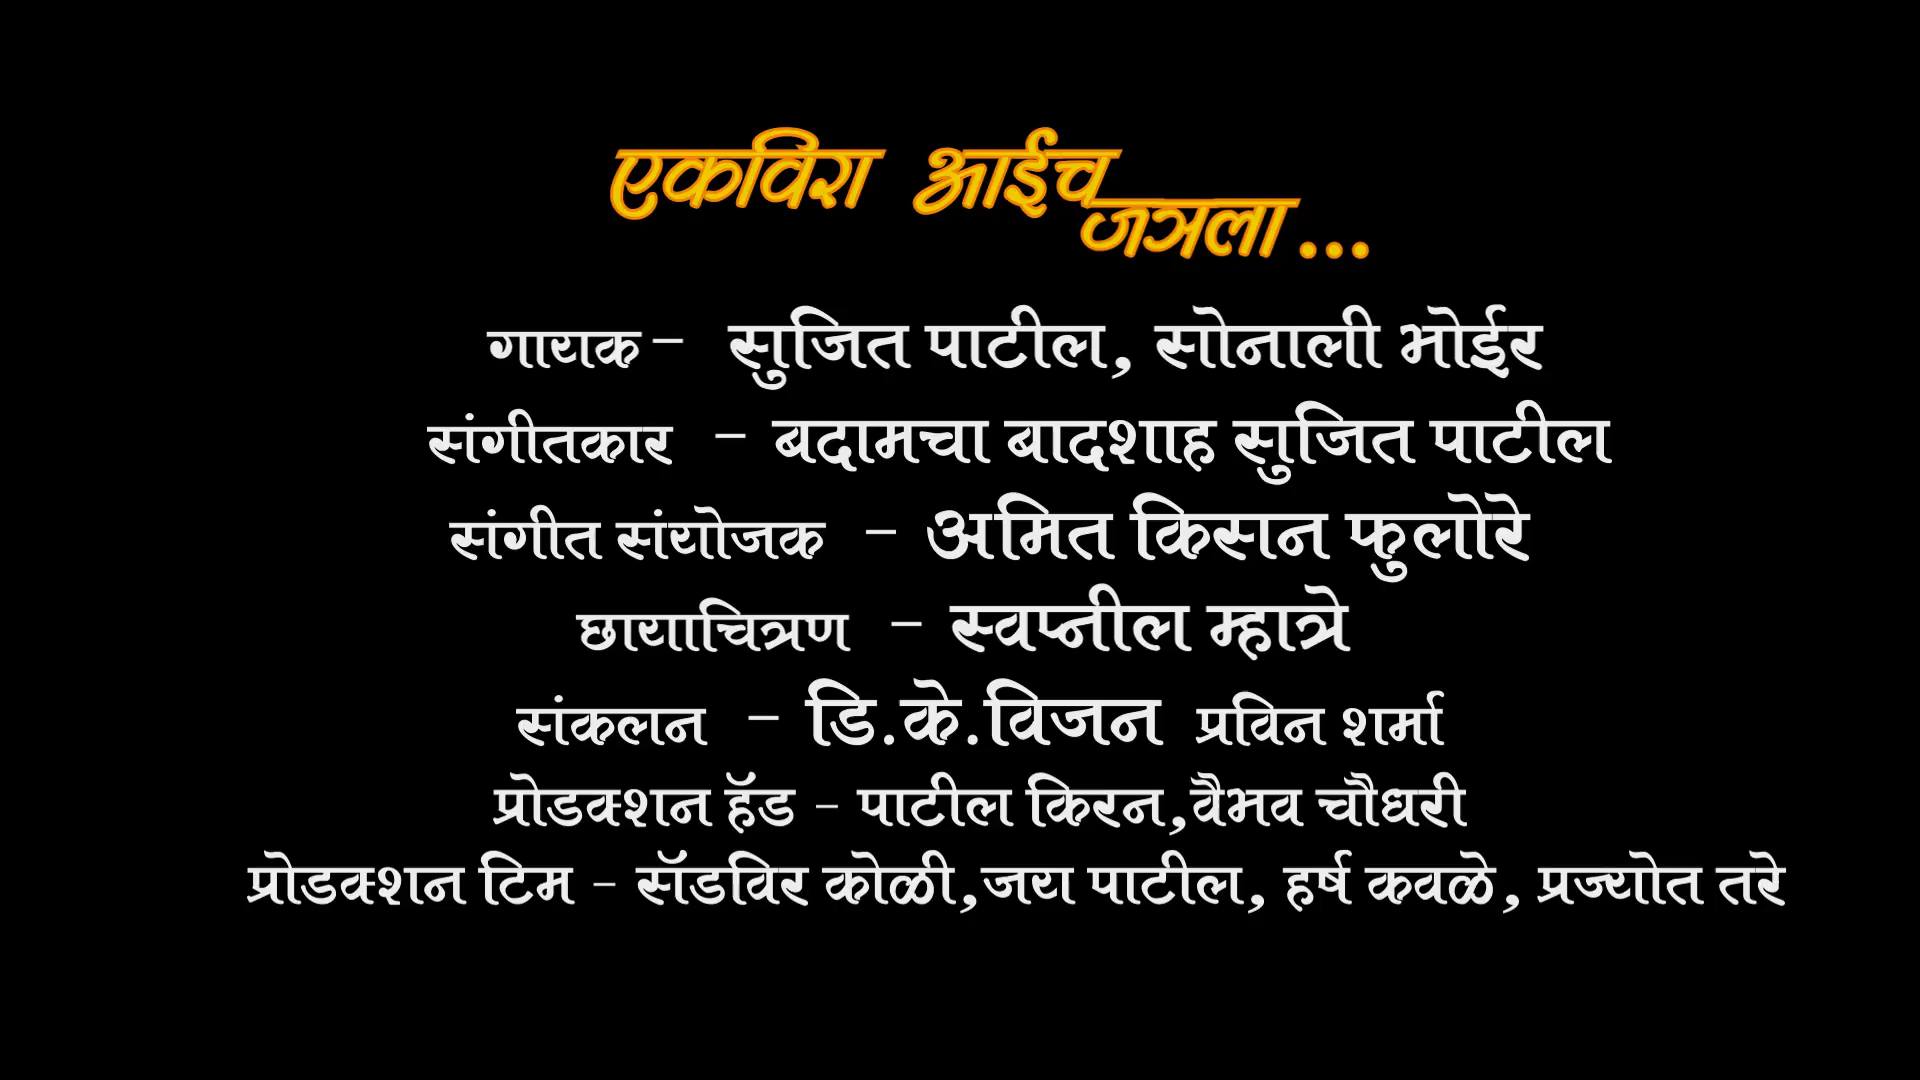 एकविरा आईच
जत्रला...
गायक - सुजित पाटील, सोनाली भोईर
संगीतकार - बदामचा बादशाह सुजित पाटील
संगीत संयोजक - अमित किसन फुलोरे
छायाचित्रण - स्वप्नील म्हात्रे
संकलन - डि.के.विजन प्रविन शर्मा
प्रोडक्शन हॅड - पाटील किरन,वैभव चौधरी
प्रोडक्शन टिम - सॅडविर कोळी,जय पाटील, हर्ष कवळे, प्रज्योत तरे